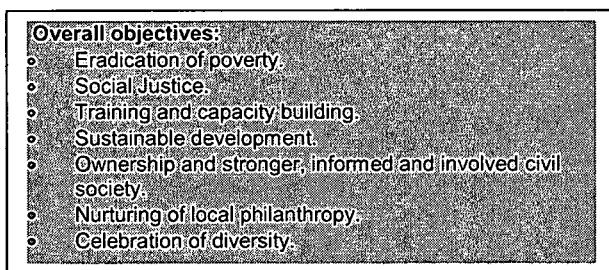 Overall objectives:
• Eradication of poverty.
• Social Justice.
• Training and capacity building.
• Sustainable development.
• Ownership and stronger, informed and involved civil
society.
• Nurturing of local philanthropy.
• Celebration of diversity.